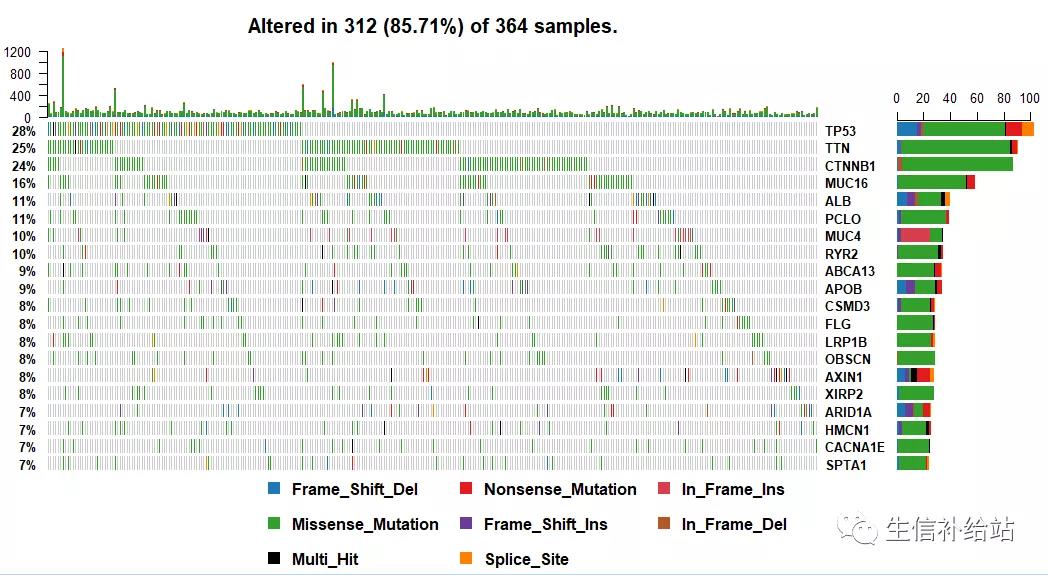 Altered in 312 (85.71%) of 364 samples.
1200
800
400
0
0 20 40 60 80 100
28% TP53
25% TTN
24% CTNNB1
16% MUC16
11% ALB
11% PCLO
10% MUC4
10% RYR2
9% ABCA13
9% APOB
8% CSMD3
8% FLG
8% LRP1B
8% OBSCN
8% AXIN1
8% XIRP2
7% ARID1A
7% HMCN1
7% CACNA1E
7% SPTA1
Frame_Shift_Del Nonsense_Mutation In_Frame_Ins
Missense_Mutation Frame_Shift_Ins In_Frame_Del
Multi_Hit Splice_Site
生信补给站